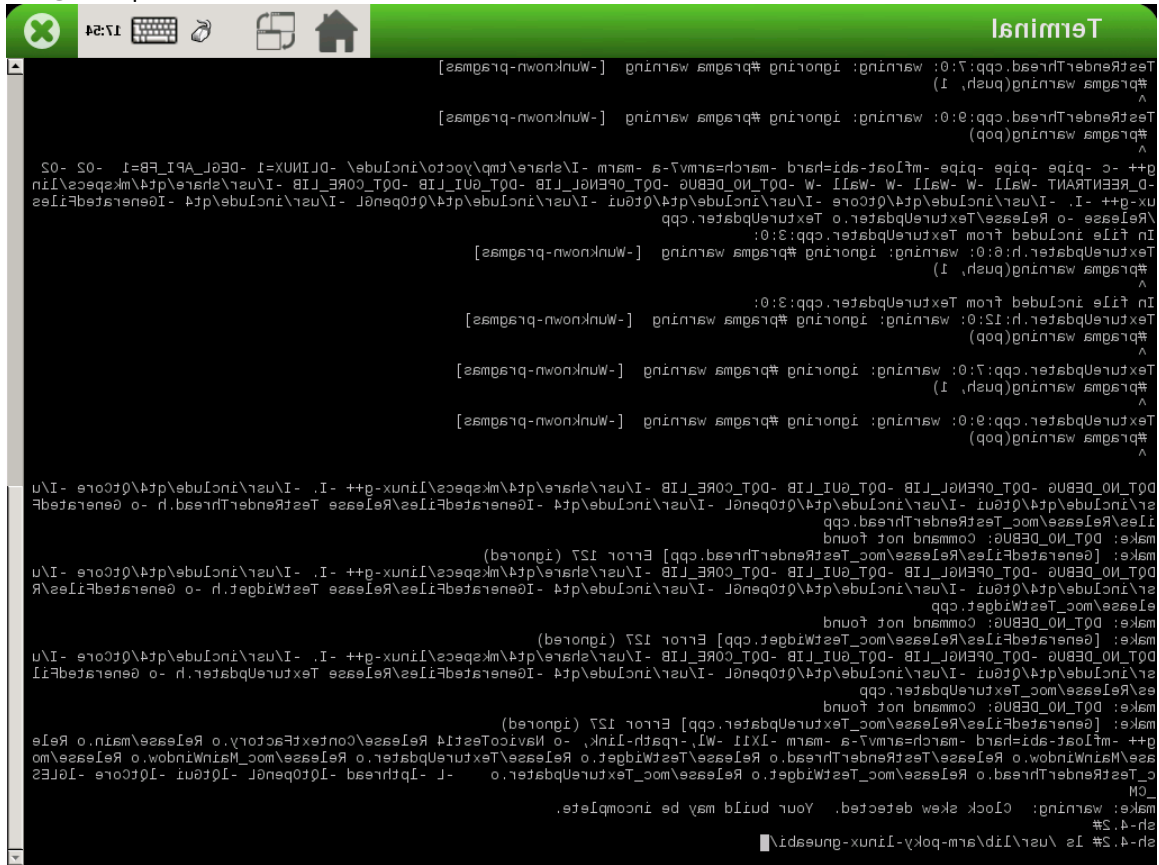 Terminal
17:54
TestRenderThread.cpp:7:0: warning: ignoring #pragma warning  [-Wunknown-pragmas]
#pragma warning(push, 1)
^
TestRenderThread.cpp:9:0: warning: ignoring #pragma warning  [-Wunknown-pragmas]
#pragma warning(pop)
^
g++ -c -pipe -pipe -pipe -mfloat-abi=hard -march=armv7-a -marm -I/share/tmp/yocto/include/ -DLINUX=1 -DEGL_API_FB=1  -O2 -O2
-D_REENTRANT -Wall -W -Wall -W -Wall -W -DQT_NO_DEBUG -DQT_OPENGL_LIB -DQT_GUI_LIB -DQT_CORE_LIB -I/usr/share/qt4/mkspecs/lin
ux-g++ -I. -I/usr/include/qt4/QtCore -I/usr/include/qt4/QtGui -I/usr/include/qt4/QtOpenGL -I/usr/include/qt4 -IGeneratedFiles
/Release -o Release/TextureUpdater.o TextureUpdater.cpp
In file included from TextureUpdater.cpp:3:0:
TextureUpdater.h:6:0: warning: ignoring #pragma warning  [-Wunknown-pragmas]
#pragma warning(push, 1)
^
In file included from TextureUpdater.cpp:3:0:
TextureUpdater.h:12:0: warning: ignoring #pragma warning  [-Wunknown-pragmas]
#pragma warning(pop)
^
TextureUpdater.cpp:7:0: warning: ignoring #pragma warning  [-Wunknown-pragmas]
#pragma warning(push, 1)
^
TextureUpdater.cpp:9:0: warning: ignoring #pragma warning  [-Wunknown-pragmas]
#pragma warning(pop)
^
DQT_NO_DEBUG -DQT_OPENGL_LIB -DQT_GUI_LIB -DQT_CORE_LIB -I/usr/share/qt4/mkspecs/linux-g++ -I. -I/usr/include/qt4/QtCore -I/u
sr/include/qt4/QtGui -I/usr/include/qt4/QtOpenGL -I/usr/include/qt4 -IGeneratedFiles/Release TestRenderThread.h -o GeneratedF
iles/Release/moc_TestRenderThread.cpp
make: DQT_NO_DEBUG: Command not found
make: [GeneratedFiles/Release/moc_TestRenderThread.cpp] Error 127 (ignored)
DQT_NO_DEBUG -DQT_OPENGL_LIB -DQT_GUI_LIB -DQT_CORE_LIB -I/usr/share/qt4/mkspecs/linux-g++ -I. -I/usr/include/qt4/QtCore -I/u
sr/include/qt4/QtGui -I/usr/include/qt4/QtOpenGL -I/usr/include/qt4 -IGeneratedFiles/Release TestWidget.h -o GeneratedFiles/R
elease/moc_TestWidget.cpp
make: DQT_NO_DEBUG: Command not found
make: [GeneratedFiles/Release/moc_TestWidget.cpp] Error 127 (ignored)
DQT_NO_DEBUG -DQT_OPENGL_LIB -DQT_GUI_LIB -DQT_CORE_LIB -I/usr/share/qt4/mkspecs/linux-g++ -I. -I/usr/include/qt4/QtCore -I/u
sr/include/qt4/QtGui -I/usr/include/qt4/QtOpenGL -I/usr/include/qt4 -IGeneratedFiles/Release TextureUpdater.h -o GeneratedFil
es/Release/moc_TextureUpdater.cpp
make: DQT_NO_DEBUG: Command not found
make: [GeneratedFiles/Release/moc_TextureUpdater.cpp] Error 127 (ignored)
g++ -mfloat-abi=hard -march=armv7-a -marm -lX11 -Wl,-rpath-link, -o NavicoTest14 Release/ContextFactory.o Release/main.o Rele
ase/MainWindow.o Release/TestRenderThread.o Release/TestWidget.o Release/TextureUpdater.o Release/moc_MainWindow.o Release/mo
c_TestRenderThread.o Release/moc_TestWidget.o Release/moc_TextureUpdater.o    -L -lpthread -lQtOpenGL -lQtGui -lQtCore -lGLES
_CM
make: warning:  Clock skew detected.  Your build may be incomplete.
sh-4.2#
sh-4.2# ls /usr/lib/arm-poky-linux-gnueabi/